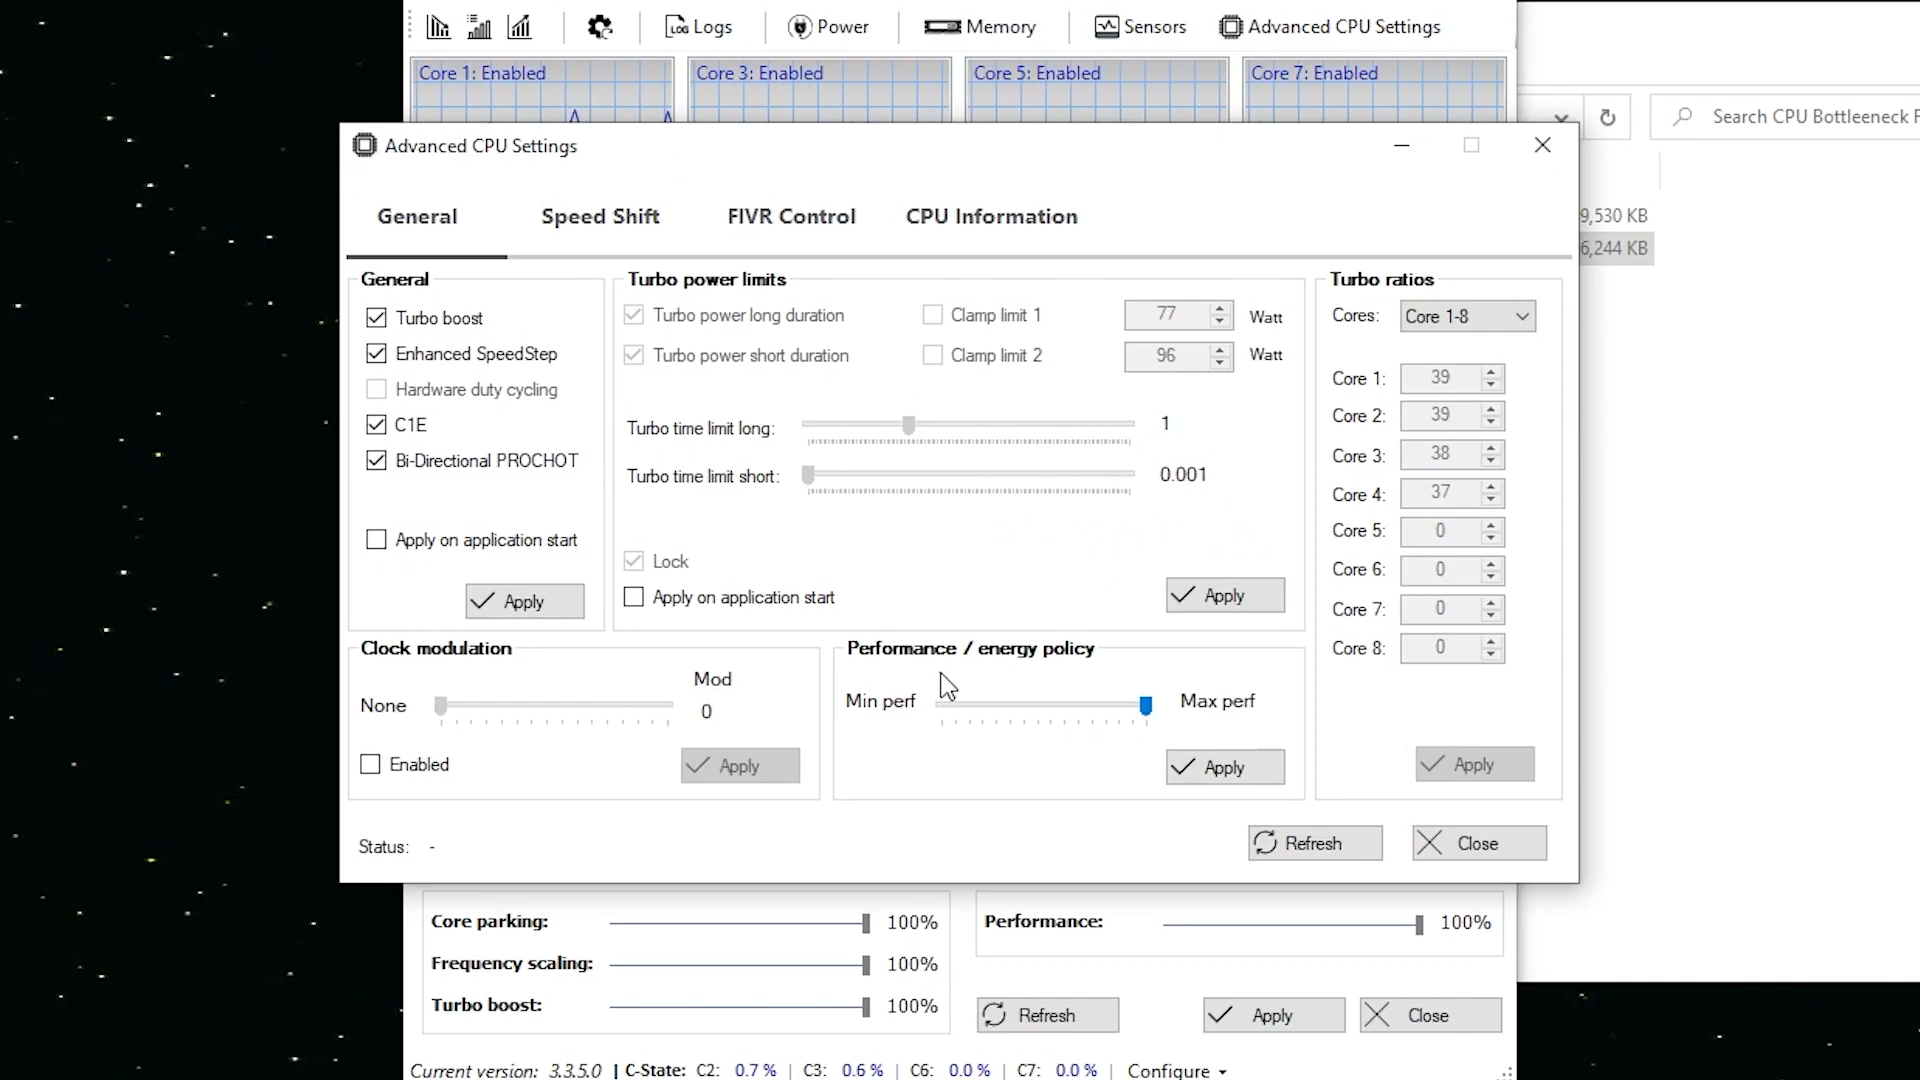 LOG Logs Power Memory Sensors Advanced CPU Settings
Core 1: Enabled Core 3: Enabled Core 5: Enabled Core 7: Enabled
Search CPU Bottleneck F
Advanced CPU Settings
General Speed Shift FIVR Control CPU Information
9,530 KB
6,244 KB
General
Turbo boost
Enhanced SpeedStep
Hardware duty cycling
C1E
Bi-Directional PROCHOT
Apply on application start
Apply
Turbo power limits
Turbo power long duration Clamp limit 1 77 Watt
Turbo power short duration Clamp limit 2 96 Watt
Turbo time limit long: 1
Turbo time limit short: 0.001
Lock
Apply on application start
Apply
Turbo ratios
Cores: Core 1-8
Core 1: 39
Core 2: 39
Core 3: 38
Core 4: 37
Core 5: 0
Core 6: 0
Core 7: 0
Core 8: 0
Apply
Clock modulation
Mod
None 0
Enabled Apply
Performance / energy policy
Min perf Max perf
Apply
Status: -
Refresh Close
Core parking: 100%
Frequency scaling: 100%
Turbo boost: 100%
Performance: 100%
Refresh Apply Close
Current version: 3.3.5.0 | C-State: C2: 0.7 % | C3: 0.6 % | C6: 0.0 % | C7: 0.0 % | Configure